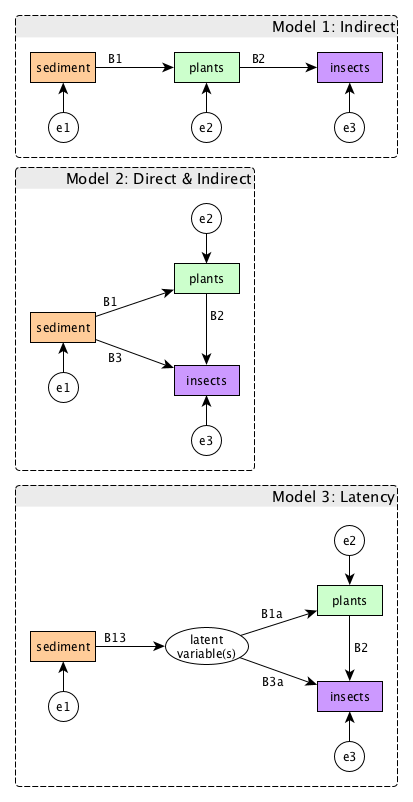 Model 1: Indirect
sediment
B1
plants
B2
insects
e1
e2
e3
Model 2: Direct & Indirect
e2
plants
B1
sediment
B2
B3
insects
e1
e3
Model 3: Latency
e2
plants
B1a
sediment
B13
latent
variable(s)
B2
B3a
insects
e1
e3